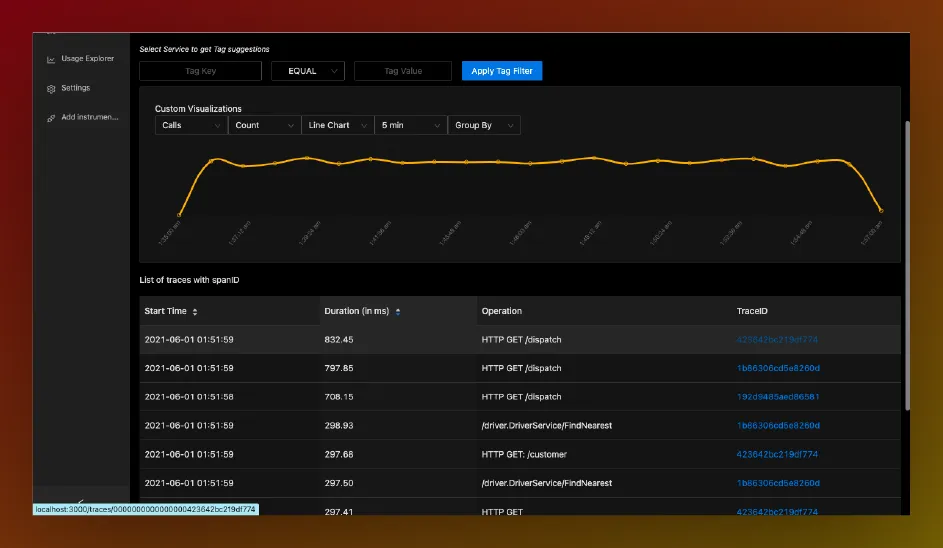 Select Service to get Tag suggestions
Usage Explorer
Tag Key EQUAL Tag Value Apply Tag Filter
Settings
Custom Visualizations
Add instrumen...
Calls Count Line Chart 5 min Group By
List of traces with spanID
Start Time Duration (in ms) Operation TraceID
2021-06-01 01:51:59 832.45 HTTP GET /dispatch 423642bc219df774
2021-06-01 01:51:59 797.85 HTTP GET /dispatch 1b86306cd5e8260d
2021-06-01 01:51:58 708.15 HTTP GET /dispatch 192d9485aed86581
2021-06-01 01:51:59 298.93 /driver.DriverService/FindNearest 1b86306cd5e8260d
2021-06-01 01:51:59 297.68 HTTP GET: /customer 423642bc219df774
2021-06-01 01:51:59 297.50 /driver.DriverService/FindNearest 1b86306cd5e8260d
297.41 HTTP GET 423642bc219df774
localhost:3000/traces/0000000000000000423642bc219df774